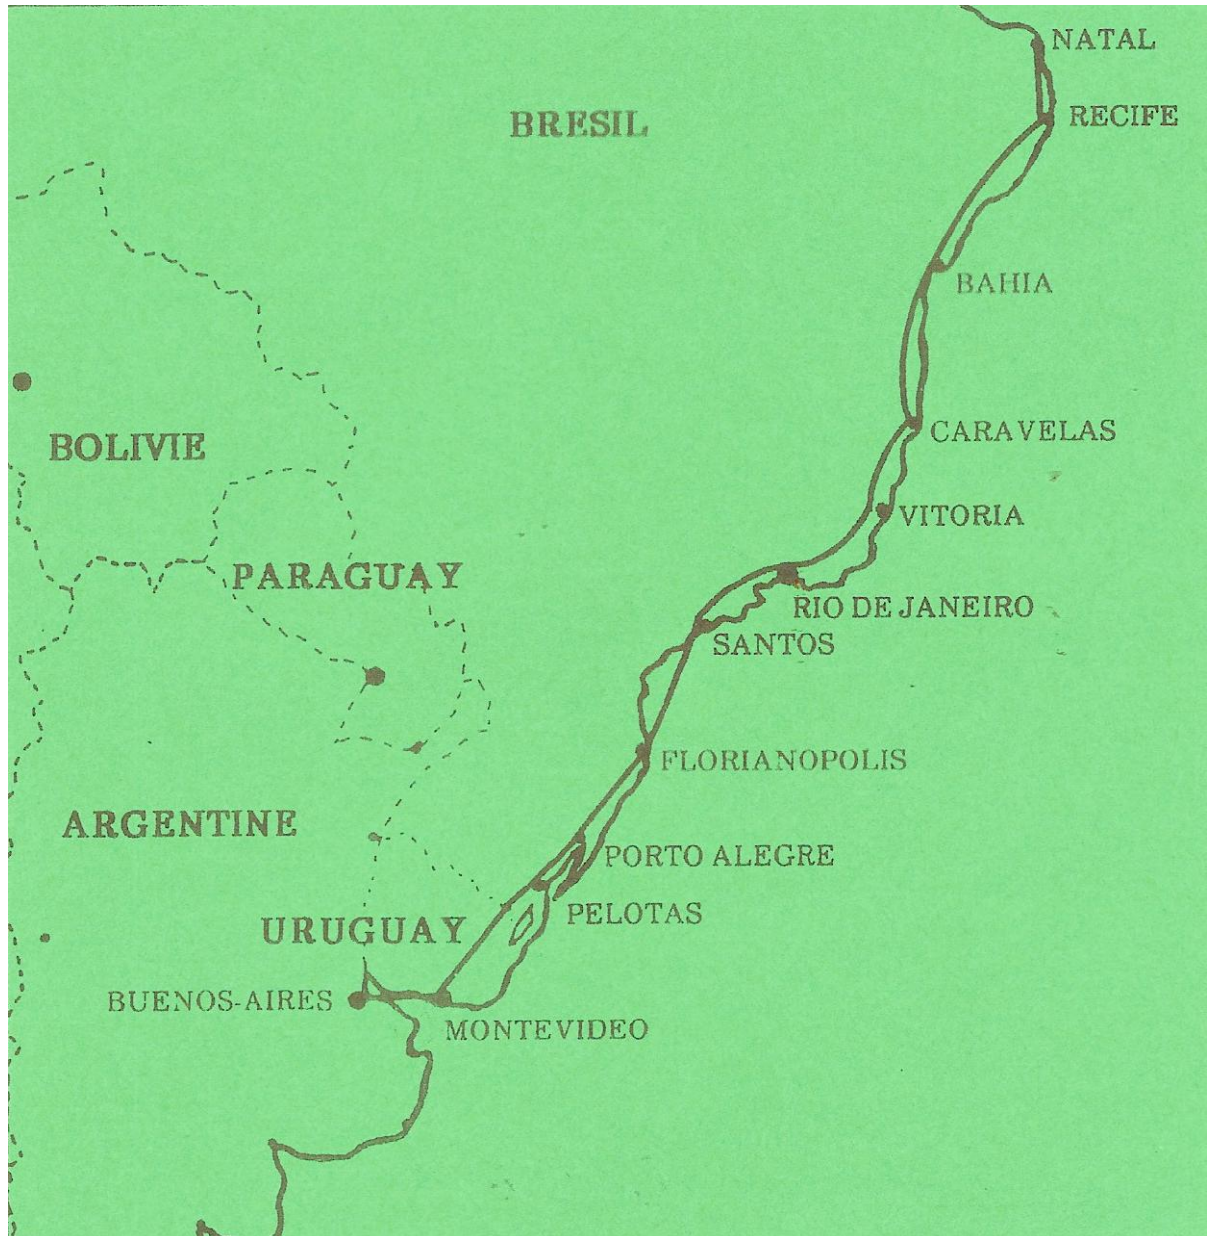 NATAL
RECIFE
BRESIL
BAHIA
CARAVELAS
BOLIVIE
VITORIA
PARAGUAY
RIO DE JANEIRO
SANTOS
FLORIANOPOLIS
ARGENTINE
PORTO ALEGRE
PELOTAS
URUGUAY
BUENOS-AIRES
MONTEVIDEO